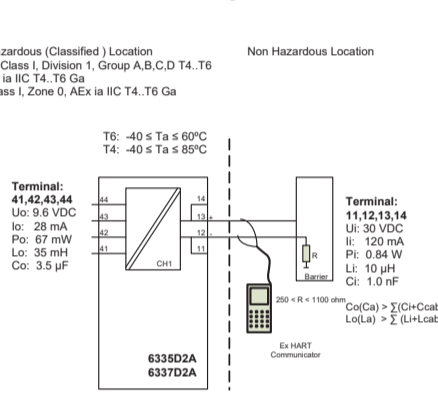 zardous (Classified ) Location
Class I, Division 1, Group A,B,C,D T4..T6
ia IIC T4..T6 Ga
ass I, Zone 0, AEx ia IIC T4..T6 Ga
Non Hazardous Location
T6: -40 ≤ Ta ≤ 60ºC
T4: -40 ≤ Ta ≤ 85ºC
Terminal:
41,42,43,44
Uo: 9.6 VDC
Io: 28 mA
Po: 67 mW
Lo: 35 mH
Co: 3.5 µF
44
43
42
41
CH1
14
13 +
12 -
11
6335D2A
6337D2A
R
Barrier
250 < R < 1100 ohm
Ex HART
Communicator
Terminal:
11,12,13,14
Ui: 30 VDC
Ii: 120 mA
Pi: 0.84 W
Li: 10 µH
Ci: 1.0 nF
Co(Ca) > ∑(Ci+Ccab
Lo(La) > ∑ (Li+Lcab